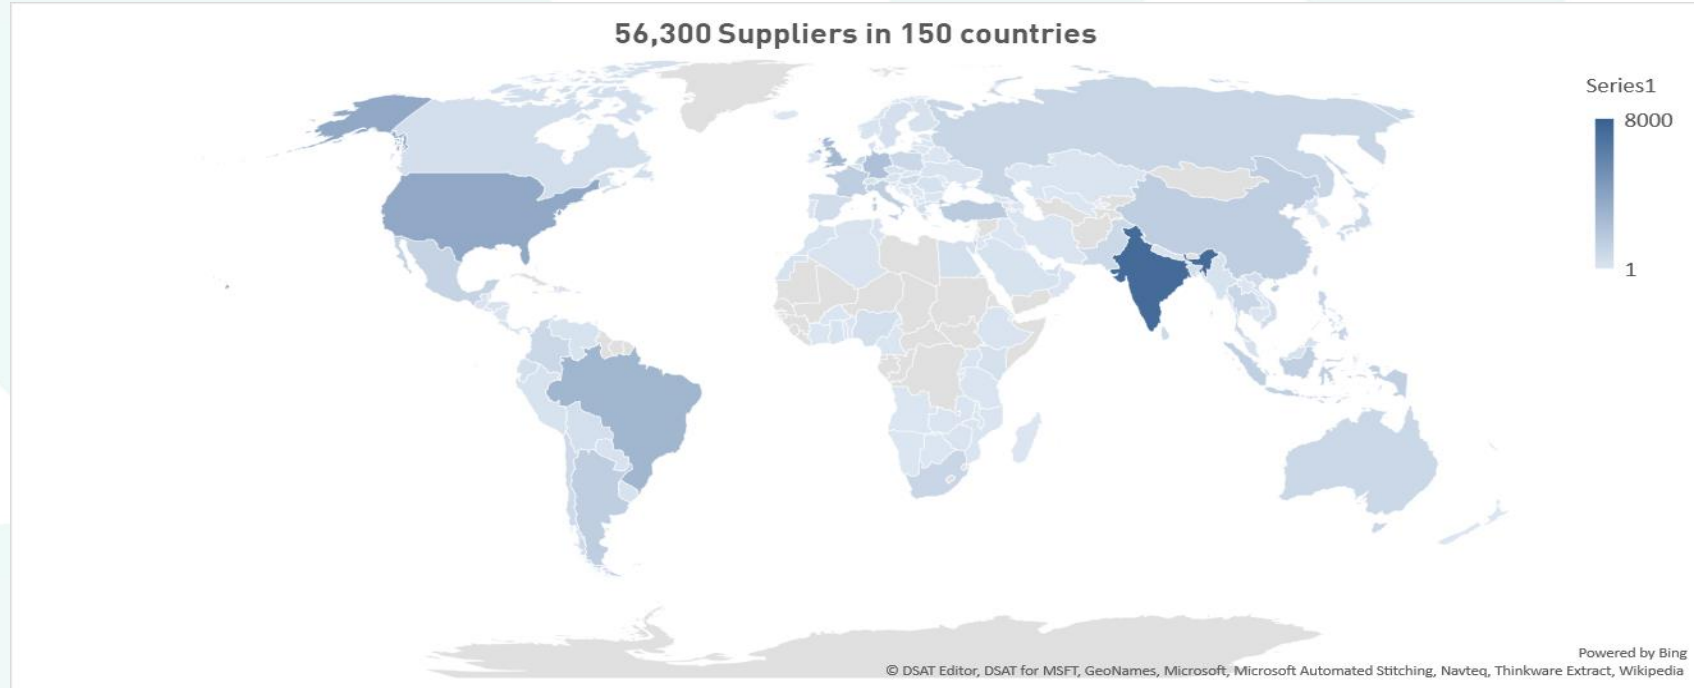 56,300 Suppliers in 150 countries
Series1
8000
1
Powered by Bing
© DSAT Editor, DSAT for MSFT, GeoNames, Microsoft, Microsoft Automated Stitching, Navteq, Thinkware Extract, Wikipedia